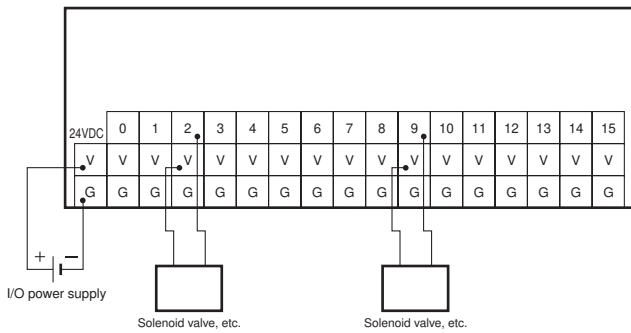 24VDC 0 1 2 3 4 5 6 7 8 9 10 11 12 13 14 15
V V V V V V V V V V V V V V V V V
G G G G G G G G G G G G G G G G G
+ −
I/O power supply
Solenoid valve, etc. Solenoid valve, etc.